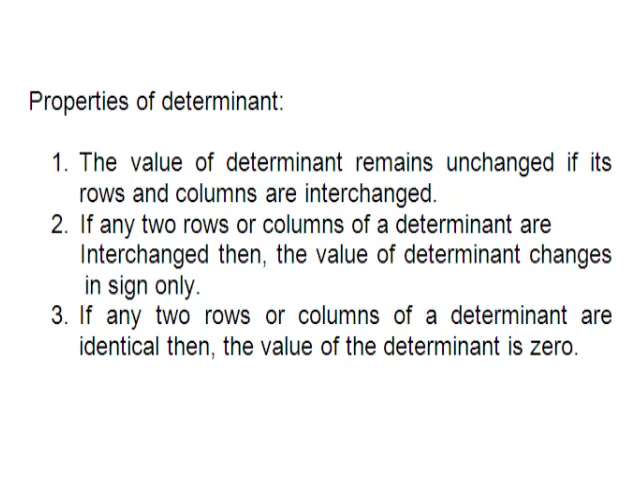 Properties of determinant:
1. The value of determinant remains unchanged if its
rows and columns are interchanged.
2. If any two rows or columns of a determinant are
Interchanged then, the value of determinant changes
in sign only.
3. If any two rows or columns of a determinant are
identical then, the value of the determinant is zero.